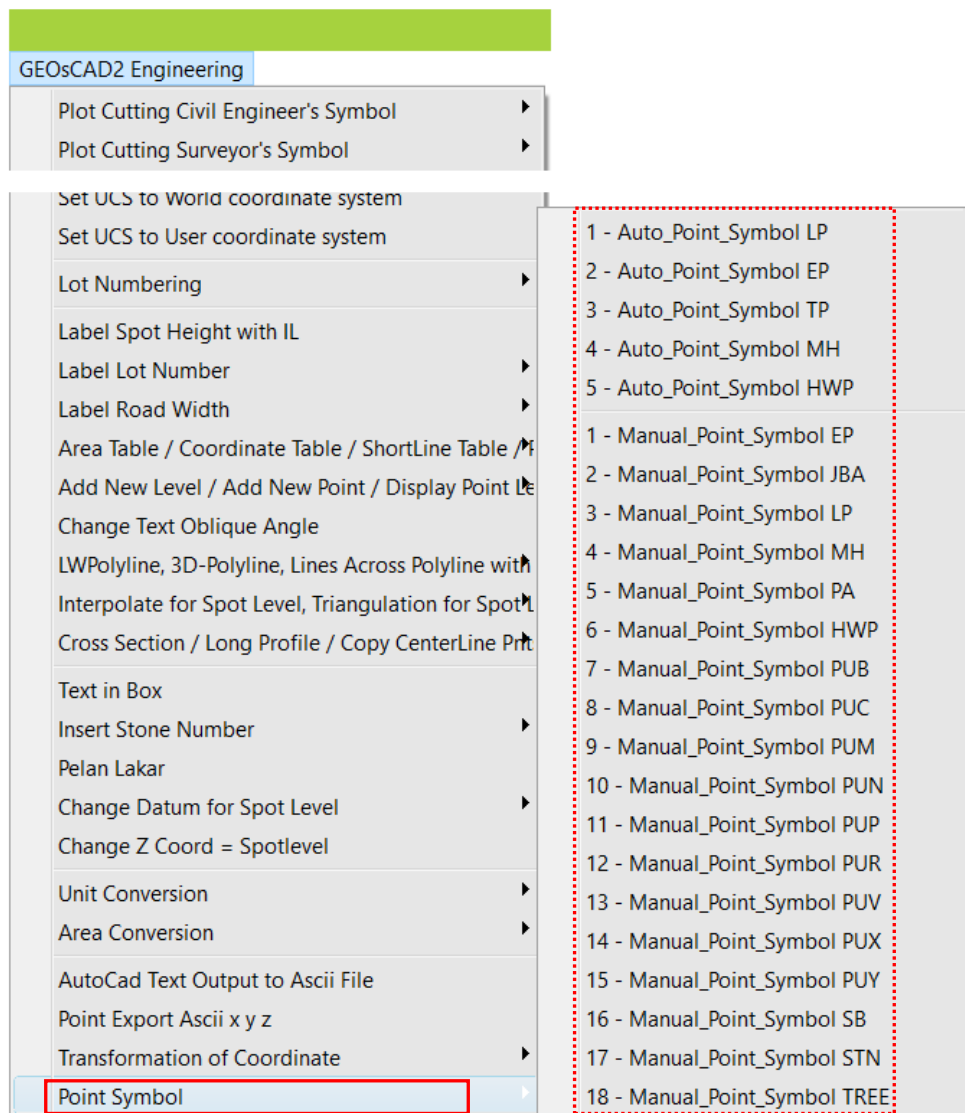 GEOsCAD2 Engineering
Plot Cutting Civil Engineer's Symbol
Plot Cutting Surveyor's Symbol
Set UCS to World coordinate system
Set UCS to User coordinate system
Lot Numbering
Label Spot Height with IL
Label Lot Number
Label Road Width
Area Table / Coordinate Table / ShortLine Table /
Add New Level / Add New Point / Display Point
Change Text Oblique Angle
LWPolyline, 3D-Polyline, Lines Across Polyline with
Interpolate for Spot Level, Triangulation for Spot
Cross Section / Long Profile / Copy CenterLine
Text in Box
Insert Stone Number
Pelan Lakar
Change Datum for Spot Level
Change Z Coord = Spotlevel
Unit Conversion
Area Conversion
AutoCad Text Output to Ascii File
Point Export Ascii x y z
Transformation of Coordinate
Point Symbol
1 - Auto_Point_Symbol LP
2 - Auto_Point_Symbol EP
3 - Auto_Point_Symbol TP
4 - Auto_Point_Symbol MH
5 - Auto_Point_Symbol HWP
1 - Manual_Point_Symbol EP
2 - Manual_Point_Symbol JBA
3 - Manual_Point_Symbol LP
4 - Manual_Point_Symbol MH
5 - Manual_Point_Symbol PA
6 - Manual_Point_Symbol HWP
7 - Manual_Point_Symbol PUB
8 - Manual_Point_Symbol PUC
9 - Manual_Point_Symbol PUM
10 - Manual_Point_Symbol PUN
11 - Manual_Point_Symbol PUP
12 - Manual_Point_Symbol PUR
13 - Manual_Point_Symbol PUV
14 - Manual_Point_Symbol PUX
15 - Manual_Point_Symbol PUY
16 - Manual_Point_Symbol SB
17 - Manual_Point_Symbol STN
18 - Manual_Point_Symbol TREE